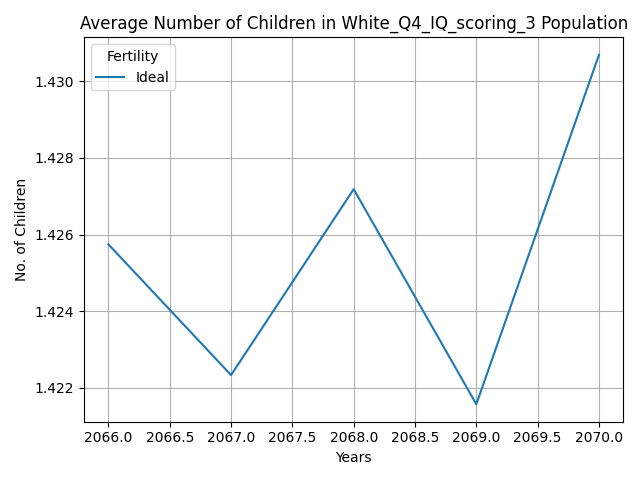 Average Number of Children in White_Q4_IQ_scoring_3 Population
Fertility
Ideal
1.430
1.428
1.426
1.424
1.422
No. of Children
2066.0 2066.5 2067.0 2067.5 2068.0 2068.5 2069.0 2069.5 2070.0
Years